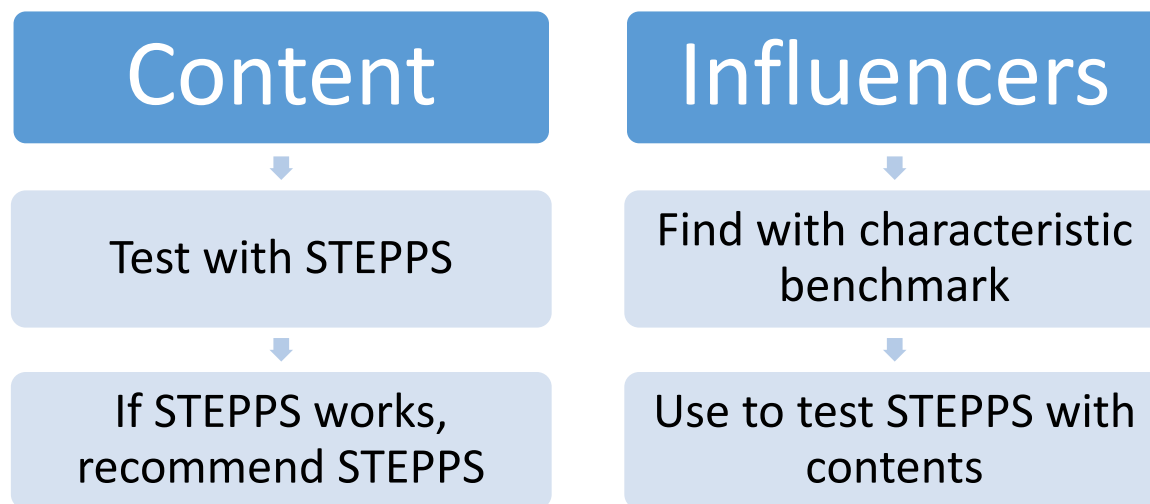 Content
Test with STEPPS
If STEPPS works,
recommend STEPPS
Influencers
Find with characteristic
benchmark
Use to test STEPPS with
contents